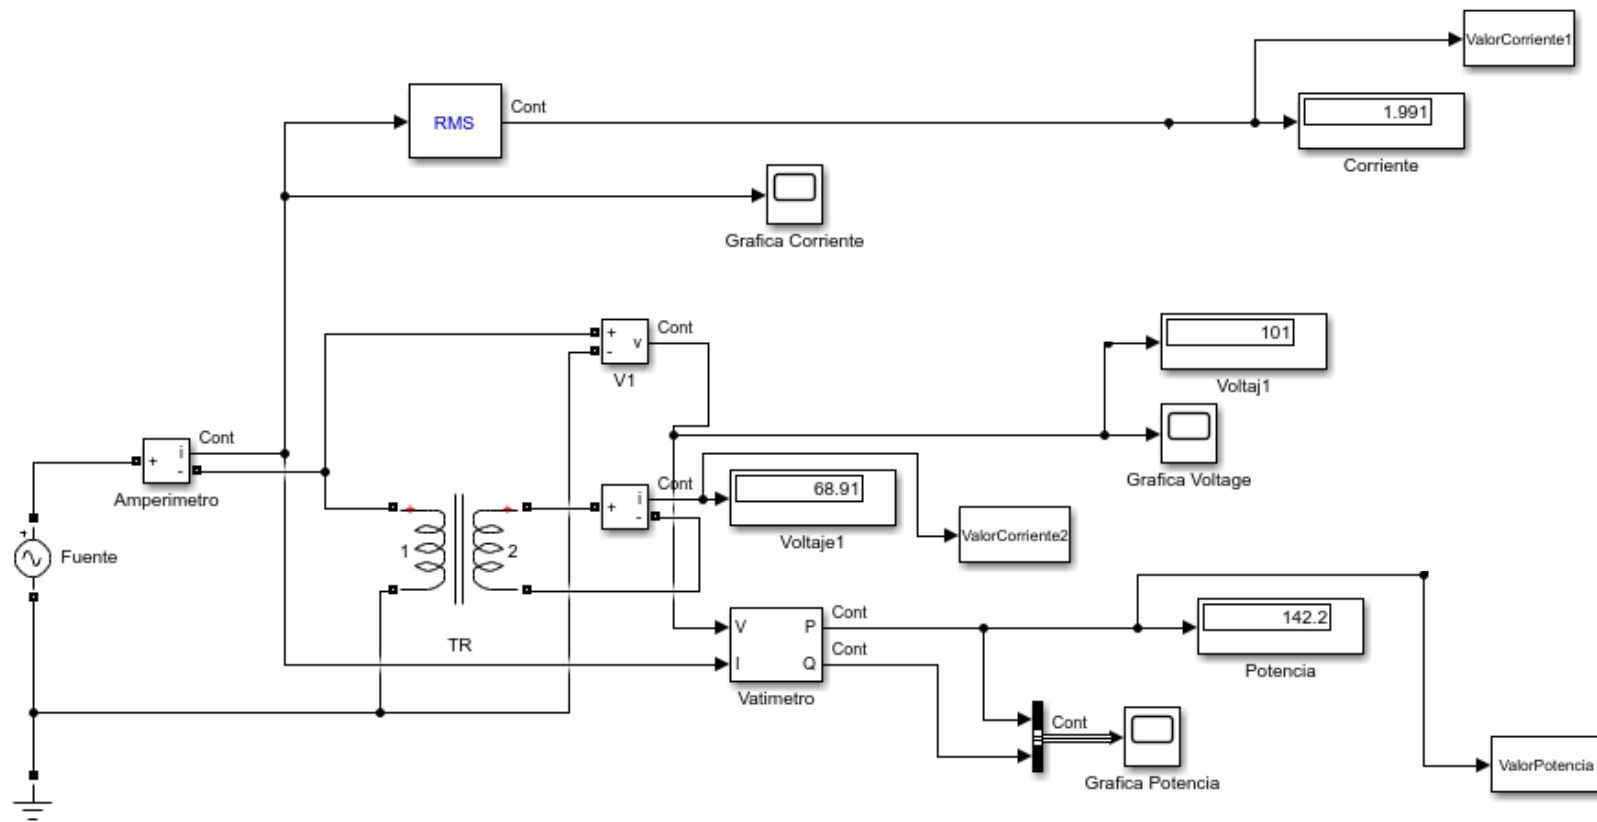 ValorCorriente1
RMS
Cont
1.991
Corriente
Grafica Corriente
+
-
v
Cont
V1
101
Voltaj1
Grafica Voltage
Cont
+
i
-
Amperimetro
+
i
-
Cont
68.91
Voltaje1
ValorCorriente2
+
Fuente
1
2
TR
V
I
P
Q
Cont
Cont
Vatimetro
142.2
Potencia
Cont
Grafica Potencia
ValorPotencia